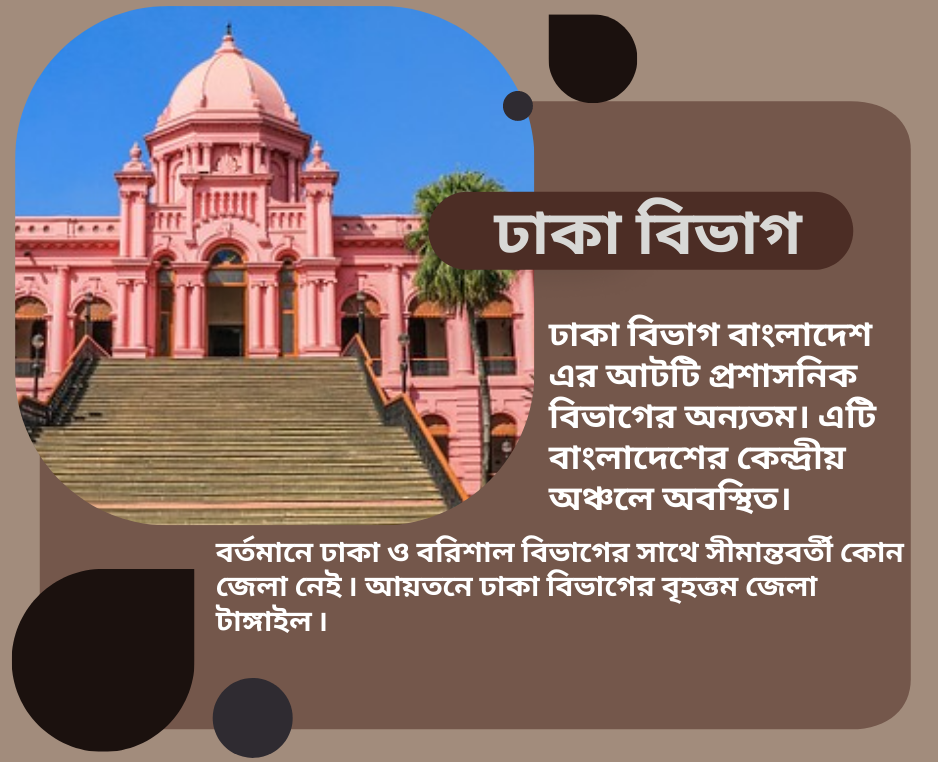 ঢাকা বিভাগ
ঢাকা বিভাগ বাংলাদেশ
এর আটটি প্রশাসনিক
বিভাগের অন্যতম। এটি
বাংলাদেশের কেন্দ্রীয়
অঞ্চলে অবস্থিত।
বর্তমানে ঢাকা ও বরিশাল বিভাগের সাথে সীমান্তবর্তী কোন
জেলা নেই । আয়তনে ঢাকা বিভাগের বৃহত্তম জেলা
টাঙ্গাইল ।